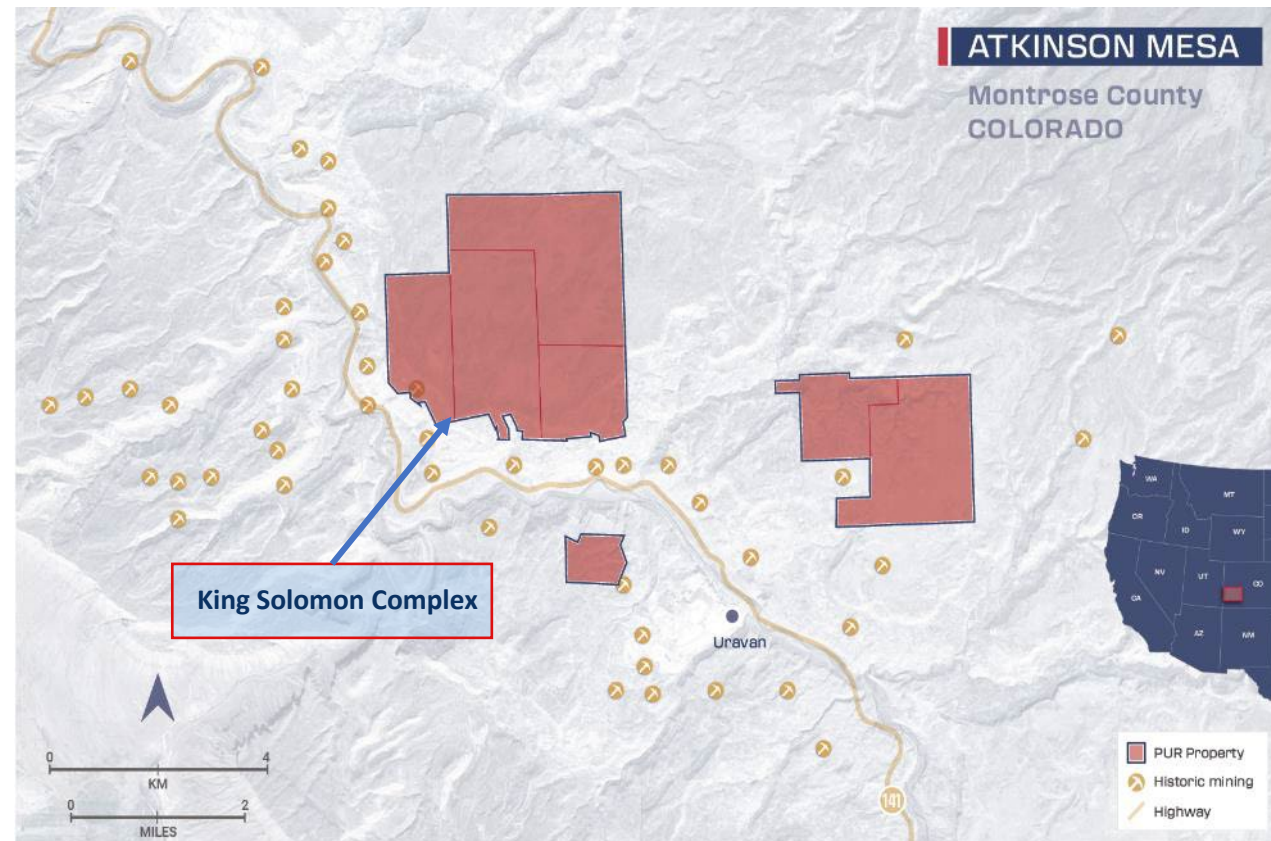 ATKINSON MESA
Montrose County
COLORADO
King Solomon Complex
Uravan
WA
MT
OR
ID
WY
NV
UT
CO
CA
AZ
NM
0 4
KM
0 2
MILES
141
PUR Property
Historic mining
Highway